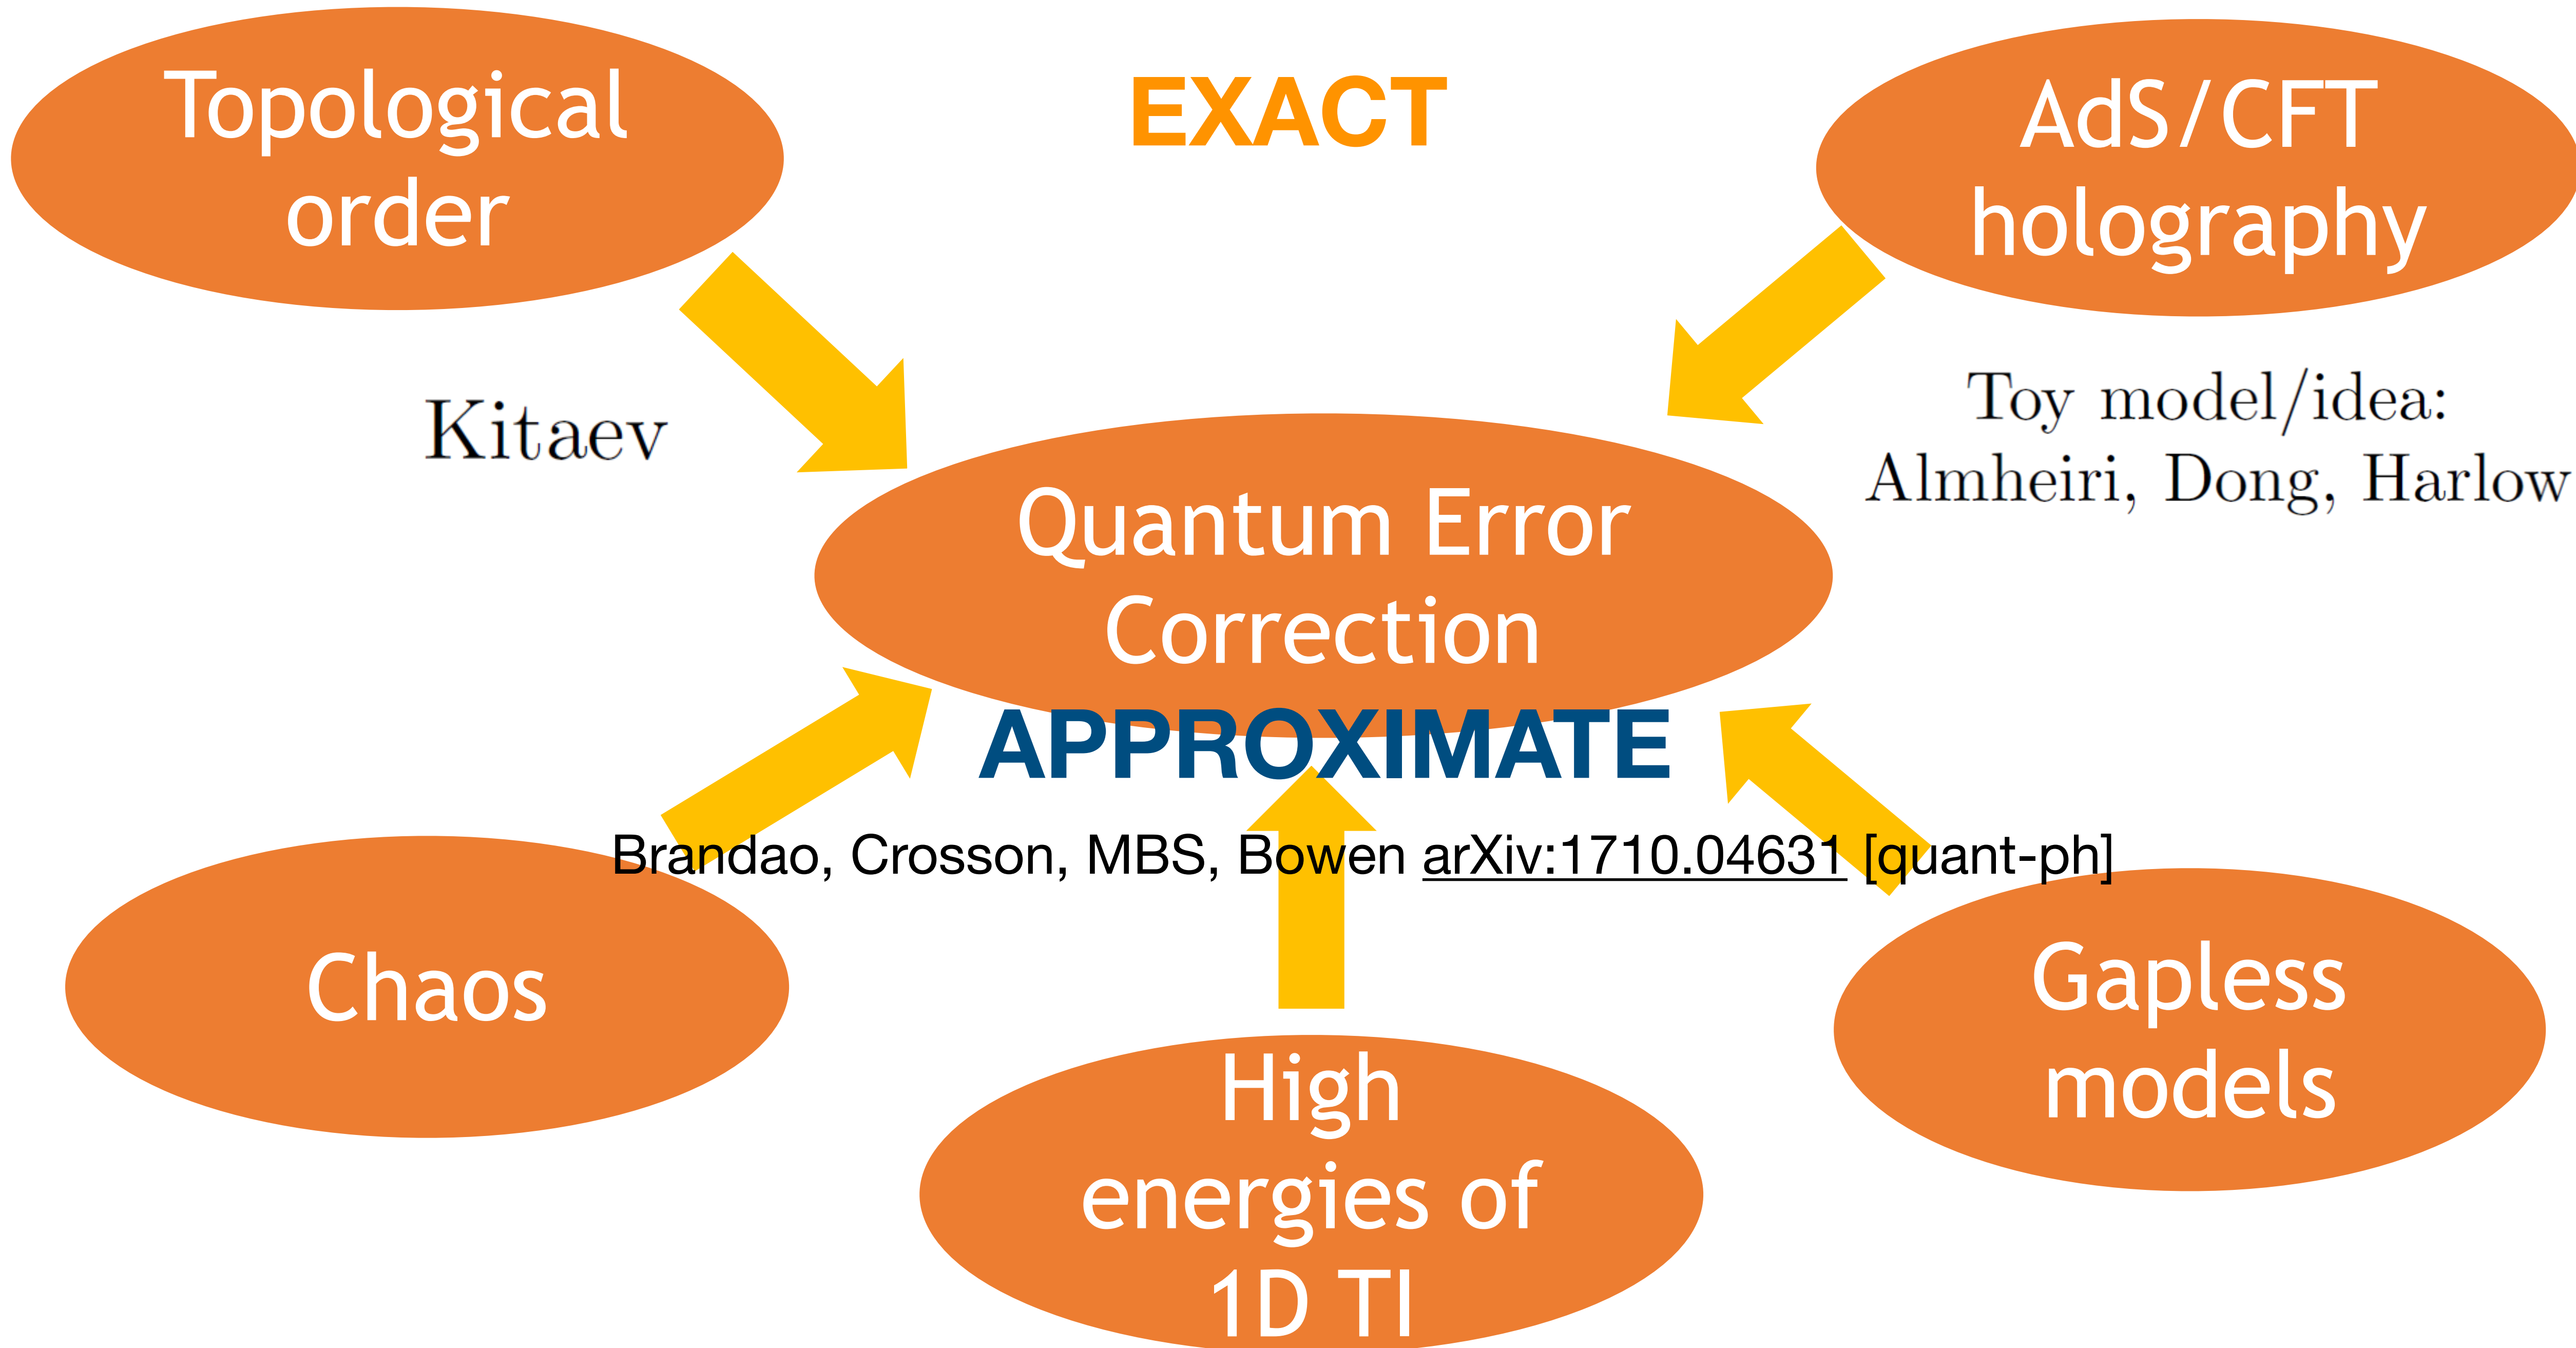 Topological
order
EXACT
AdS/CFT
holography
Kitaev
Toy model/idea:
Almheiri, Dong, Harlow
Quantum Error
Correction
APPROXIMATE
Brandao, Crosson, MBS, Bowen arXiv:1710.04631 [quant-ph]
Chaos
High
energies of
1D TI
Gapless
models